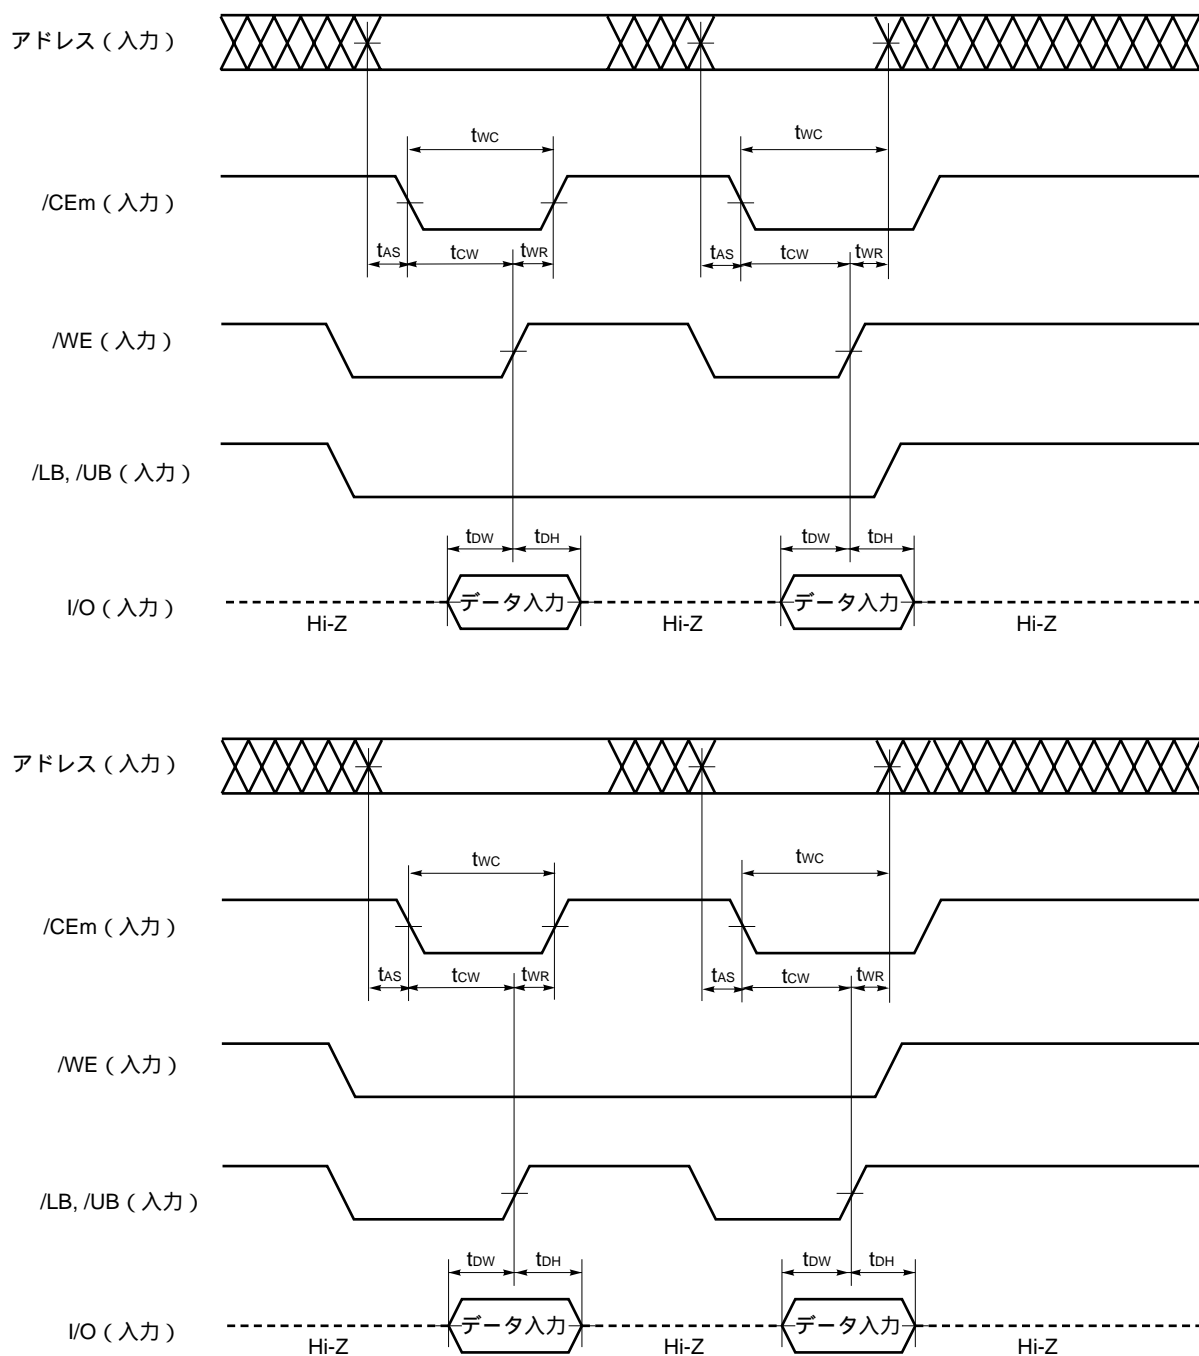 アドレス（入力）
tWC
tWC
/CEm（入力）
tAS
tCW
tWR
tAS
tCW
tWR
/WE（入力）
/LB, /UB（入力）
tDW
tDH
tDW
tDH
I/O（入力）
データ入力
データ入力
Hi-Z
Hi-Z
Hi-Z
アドレス（入力）
tWC
tWC
/CEm（入力）
tAS
tCW
tWR
tAS
tCW
tWR
/WE（入力）
/LB, /UB（入力）
tDW
tDH
tDW
tDH
I/O（入力）
データ入力
データ入力
Hi-Z
Hi-Z
Hi-Z